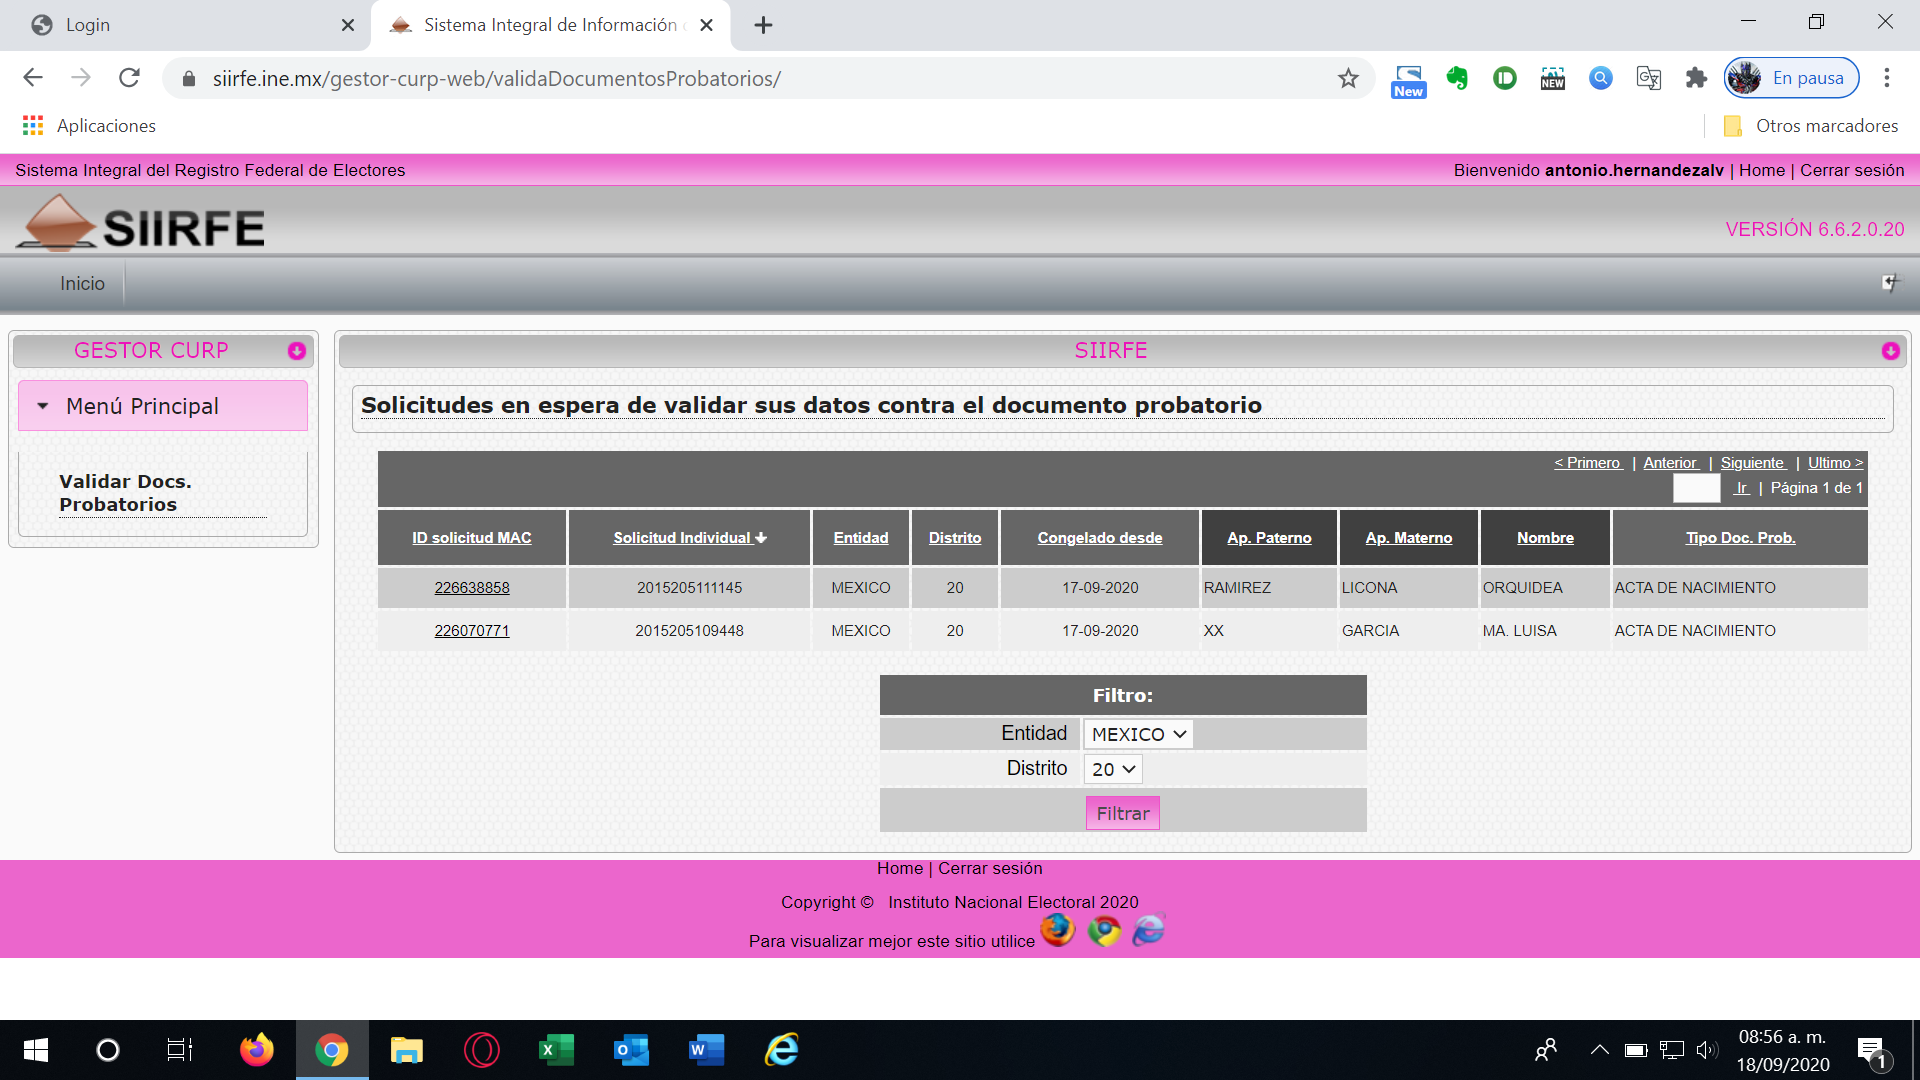 Login
Sistema Integral de Información
siirfe.ine.mx/gestor-curp-web/validaDocumentosProbatorios/
New
NEW
En pausa
Aplicaciones
Otros marcadores
Sistema Integral del Registro Federal de Electores
Bienvenido antonio.hernandezalv | Home | Cerrar sesión
SIIRFE
VERSIÓN 6.6.2.0.20
Inicio
GESTOR CURP
SIIRFE
Menú Principal
Validar Docs.
Probatorios
Solicitudes en espera de validar sus datos contra el documento probatorio
< Primero | Anterior | Siguiente | Ultimo >
Ir | Página 1 de 1
ID solicitud MAC Solicitud Individual Entidad Distrito Congelado desde Ap. Paterno Ap. Materno Nombre Tipo Doc. Prob.
226638858 2015205111145 MEXICO 20 17-09-2020 RAMIREZ LICONA ORQUIDEA ACTA DE NACIMIENTO
226070771 2015205109448 MEXICO 20 17-09-2020 XX GARCIA MA. LUISA ACTA DE NACIMIENTO
Filtro:
Entidad MEXICO
Distrito 20
Filtrar
Home | Cerrar sesión
Copyright © Instituto Nacional Electoral 2020
Para visualizar mejor este sitio utilice
08:56 a. m.
18/09/2020
1